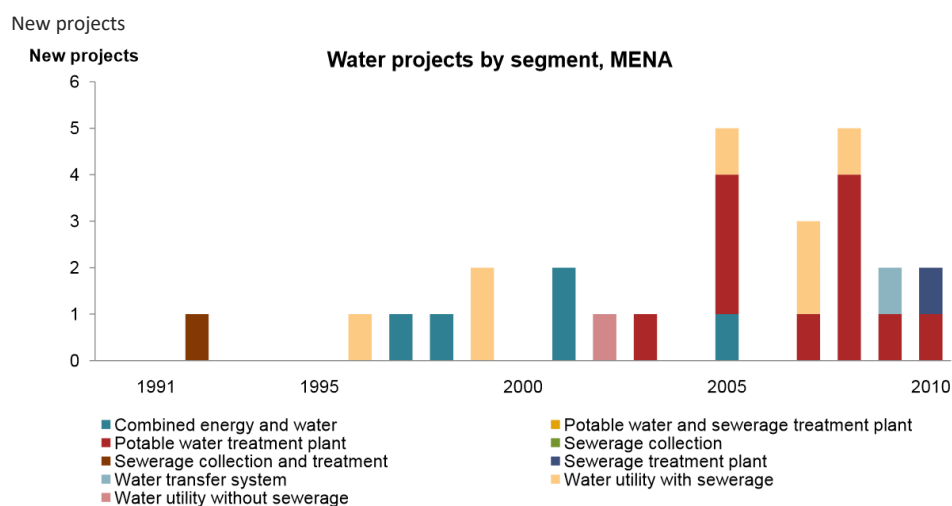 New projects
New projects
Water projects by segment, MENA
6
5
4
3
2
1
0
1991 1995 2000 2005 2010
Combined energy and water
Potable water and sewerage treatment plant
Potable water treatment plant
Sewerage collection
Sewerage collection and treatment
Sewerage treatment plant
Water transfer system
Water utility with sewerage
Water utility without sewerage